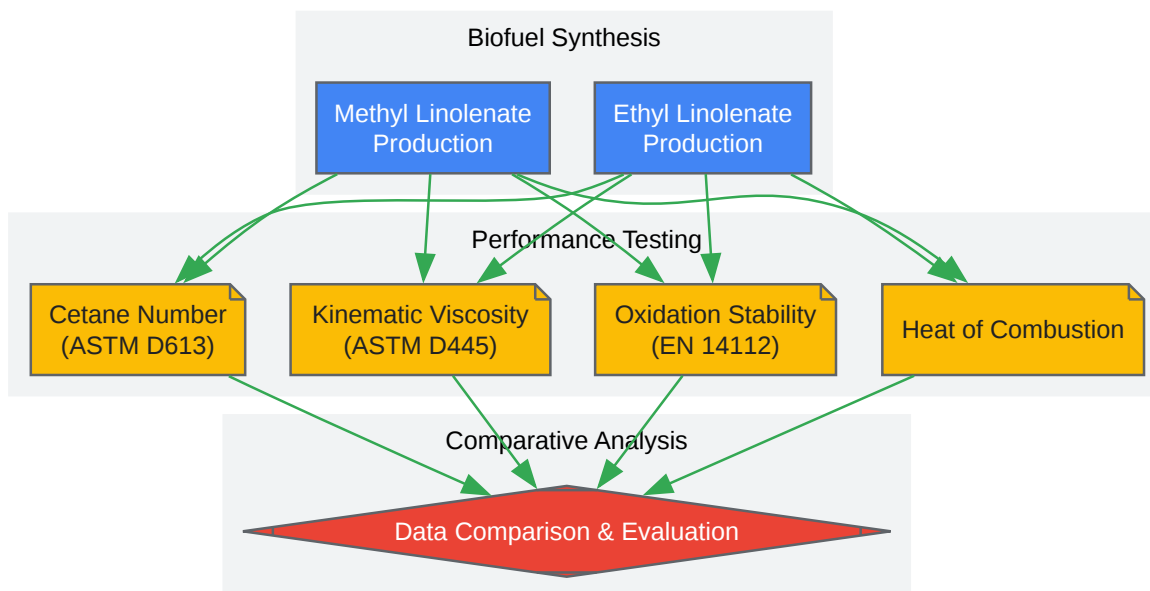 Biofuel Synthesis
Methyl Linolenate
Production
Ethyl Linolenate
Production
Performance Testing
Cetane Number
(ASTM D613)
Kinematic Viscosity
(ASTM D445)
Oxidation Stability
(EN 14112)
Heat of Combustion
Comparative Analysis
Data Comparison & Evaluation